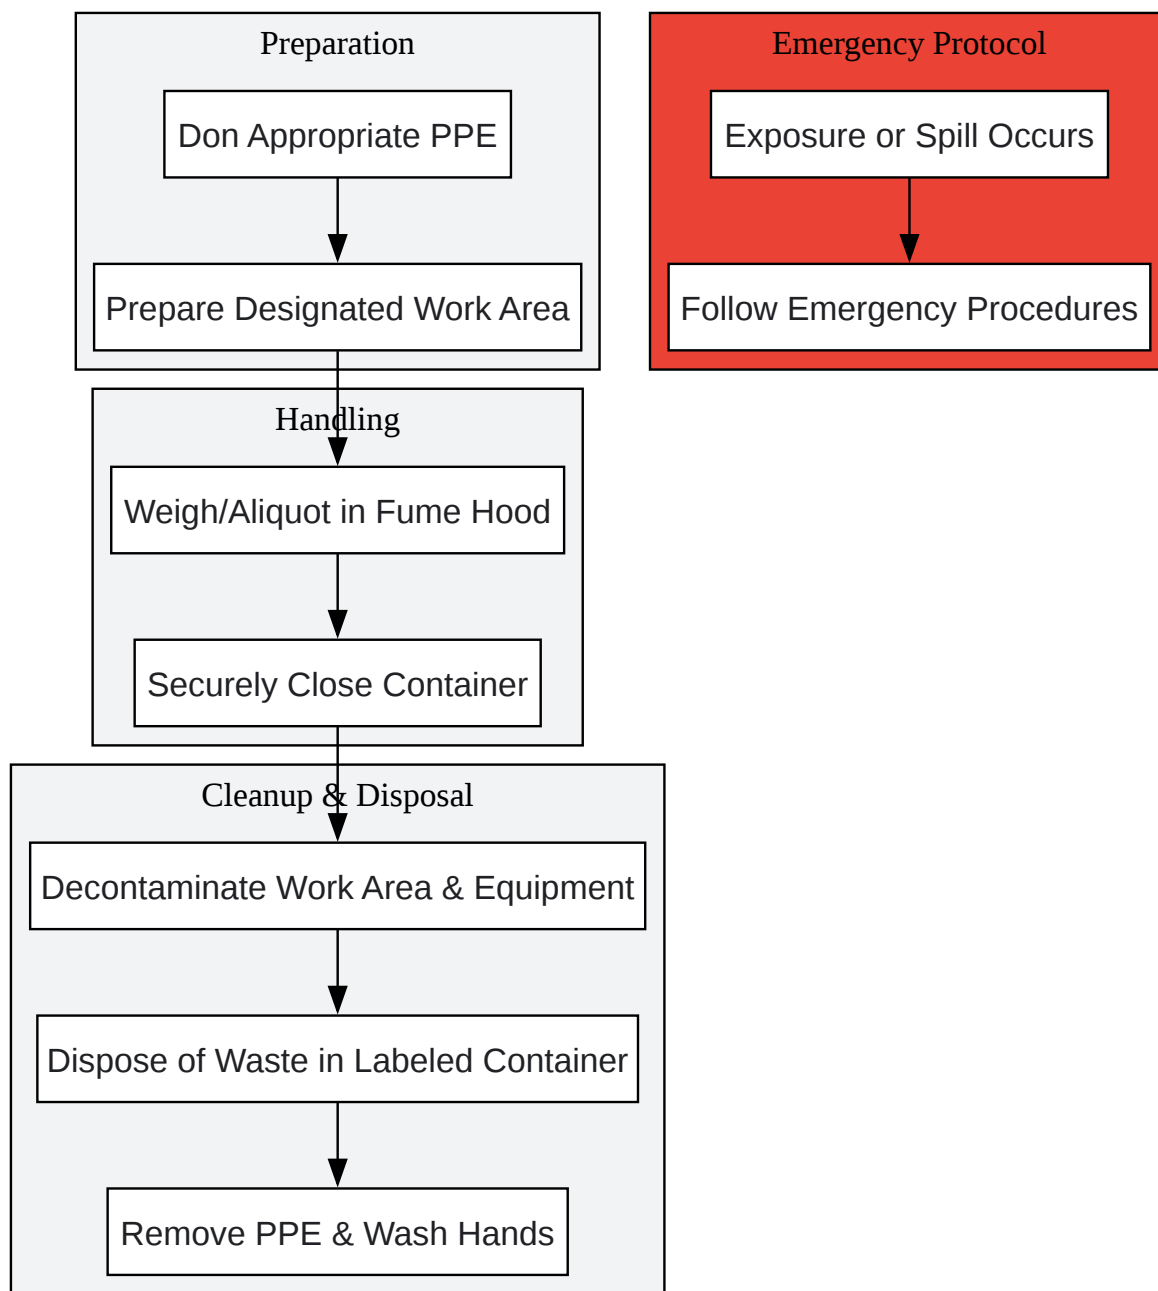 Preparation
Don Appropriate PPE
Prepare Designated Work Area
Handling
Weigh/Aliquot in Fume Hood
Securely Close Container
Cleanup & Disposal
Decontaminate Work Area & Equipment
Dispose of Waste in Labeled Container
Remove PPE & Wash Hands
Emergency Protocol
Exposure or Spill Occurs
Follow Emergency Procedures